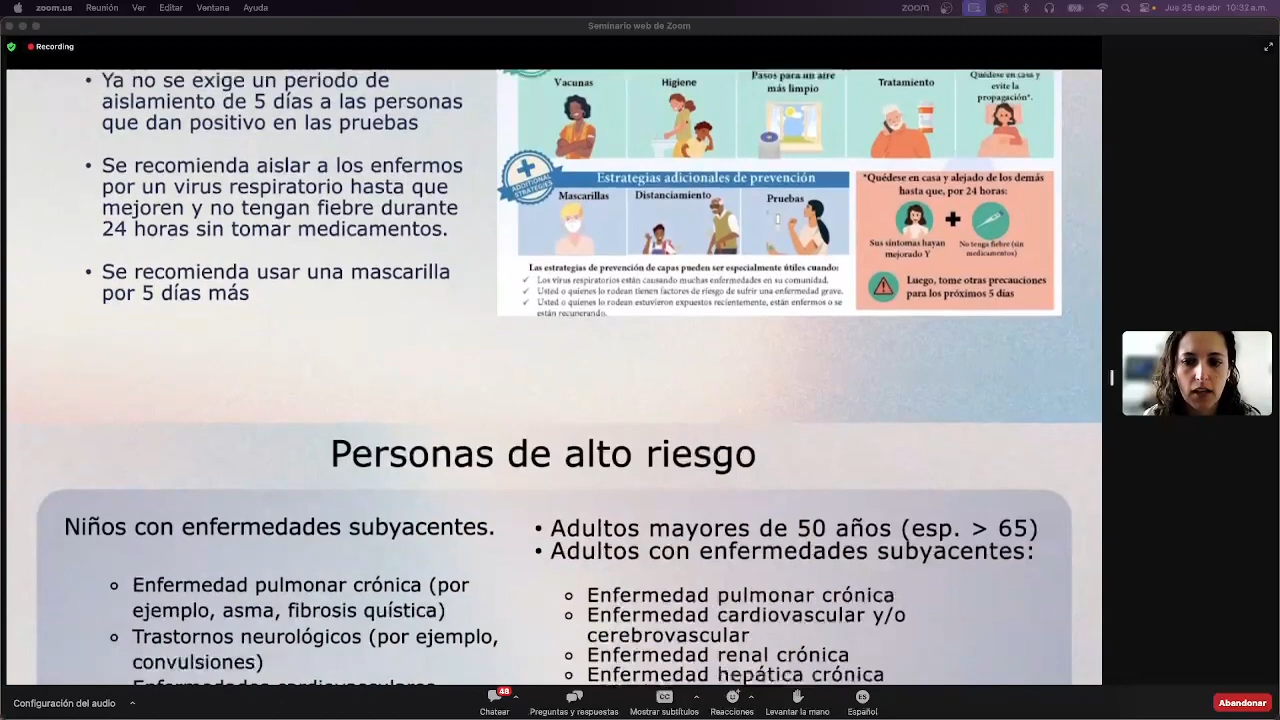 zoom.us Reunión Ver Editar Ventana Ayuda
zoom
Jue 25 de abr 10:32 a.m.
Seminario web de Zoom
Recording
• Ya no se exige un periodo de
aislamiento de 5 días a las personas
que dan positivo en las pruebas
• Se recomienda aislar a los enfermos
por un virus respiratorio hasta que
mejoren y no tengan fiebre durante
24 horas sin tomar medicamentos.
• Se recomienda usar una mascarilla
por 5 días más
Vacunas
Higiene
Pasos para un aire
más limpio
Tratamiento
Quédese en casa y
evite la
propagación*.
ADDITIONAL
STRATEGIES
Estrategias adicionales de prevención
Mascarillas
Distanciamiento
Pruebas
Las estrategias de prevención de capas pueden ser especialmente útiles cuando:
✓ Los virus respiratorios están causando muchas enfermedades en su comunidad.
✓ Usted o quienes lo rodean tienen factores de riesgo de sufrir una enfermedad grave.
✓ Usted o quienes lo rodean estuvieron expuestos recientemente, están enfermos o se
están recuperando.
*Quédese en casa y alejado de los demás
hasta que, por 24 horas:
Sus síntomas hayan
mejorado Y
No tenga fiebre (sin
medicamentos)
Luego, tome otras precauciones
para los próximos 5 días
Personas de alto riesgo
Niños con enfermedades subyacentes.
Enfermedad pulmonar crónica (por
ejemplo, asma, fibrosis quística)
Trastornos neurológicos (por ejemplo,
convulsiones)
Enfermedades cardiovasculares
• Adultos mayores de 50 años (esp. > 65)
• Adultos con enfermedades subyacentes:
Enfermedad pulmonar crónica
Enfermedad cardiovascular y/o
cerebrovascular
Enfermedad renal crónica
Enfermedad hepática crónica
Configuración del audio
48
Chatear
Preguntas y respuestas
CC
Mostrar subtítulos
Reacciones
Levantar la mano
ES
Español
Abandonar